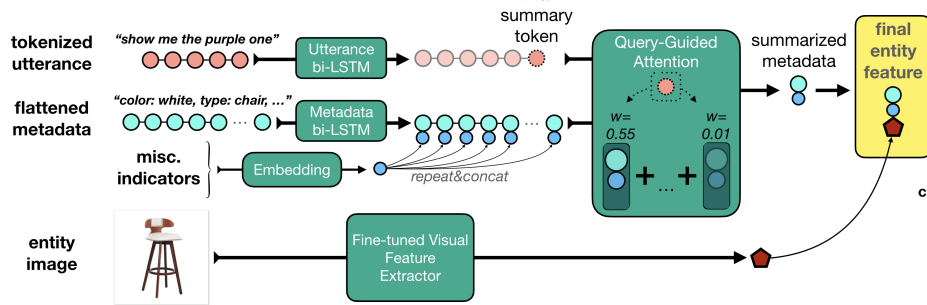 summary
token
tokenized
utterance
"show me the purple one"
Utterance
bi-LSTM
Query-Guided
Attention
summarized
metadata
final
entity
feature
flattened
metadata
"color: white, type: chair, ..."
Metadata
bi-LSTM
w=
0.55
w=
0.01
+ ... +
misc.
indicators
Embedding
repeat&concat
c
entity
image
Fine-tuned Visual
Feature
Extractor